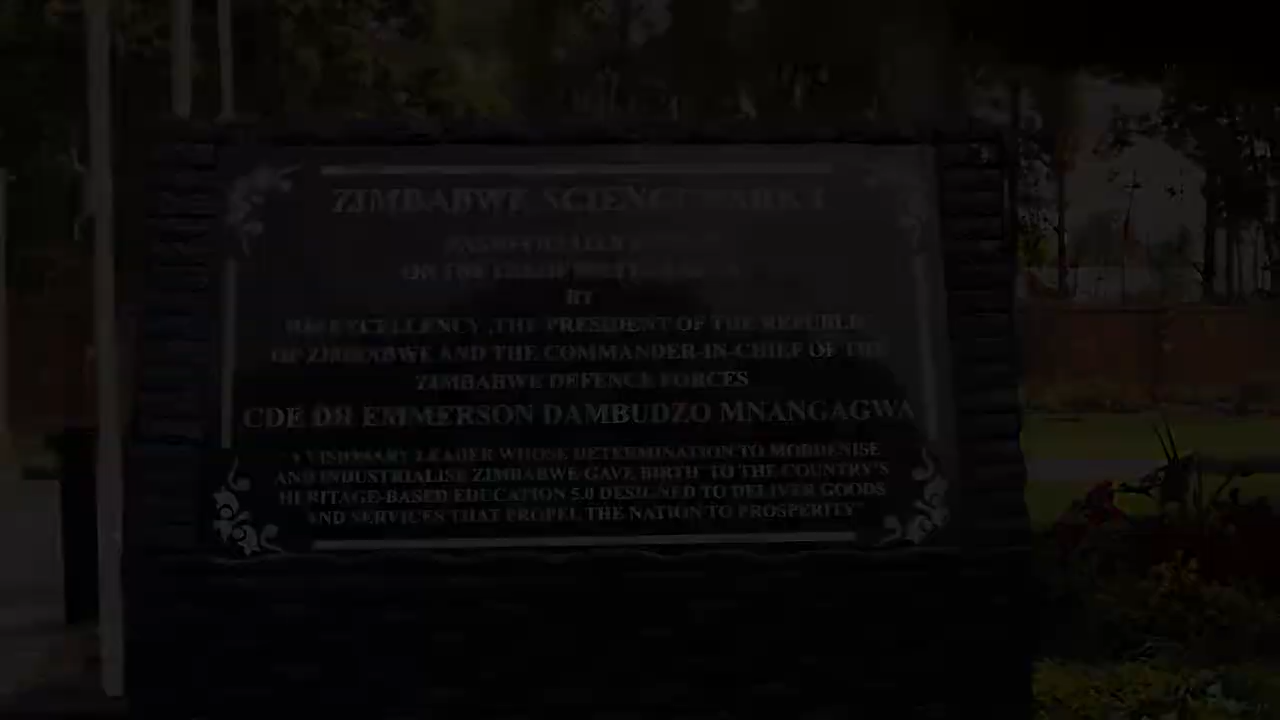 ZIMBABWE SCIENCE PARK 1
BY
HIS EXCELLENCY ,THE PRESIDENT OF THE REPUBLIC
OF ZIMBABWE AND THE COMMANDER-IN-CHIEF OF THE
ZIMBABWE DEFENCE FORCES
CDE DR EMMERSON DAMBUDZO MNANGAGWA
A VISIONARY LEADER WHOSE DETERMINATION TO MORDENISE
AND INDUSTRIALISE ZIMBABWE GAVE BIRTH TO THE COUNTRY'S
HERITAGE-BASED EDUCATION 5.0 DESIGNED TO DELIVER GOODS
AND SERVICES THAT PROPEL THE NATION TO PROSPERITY